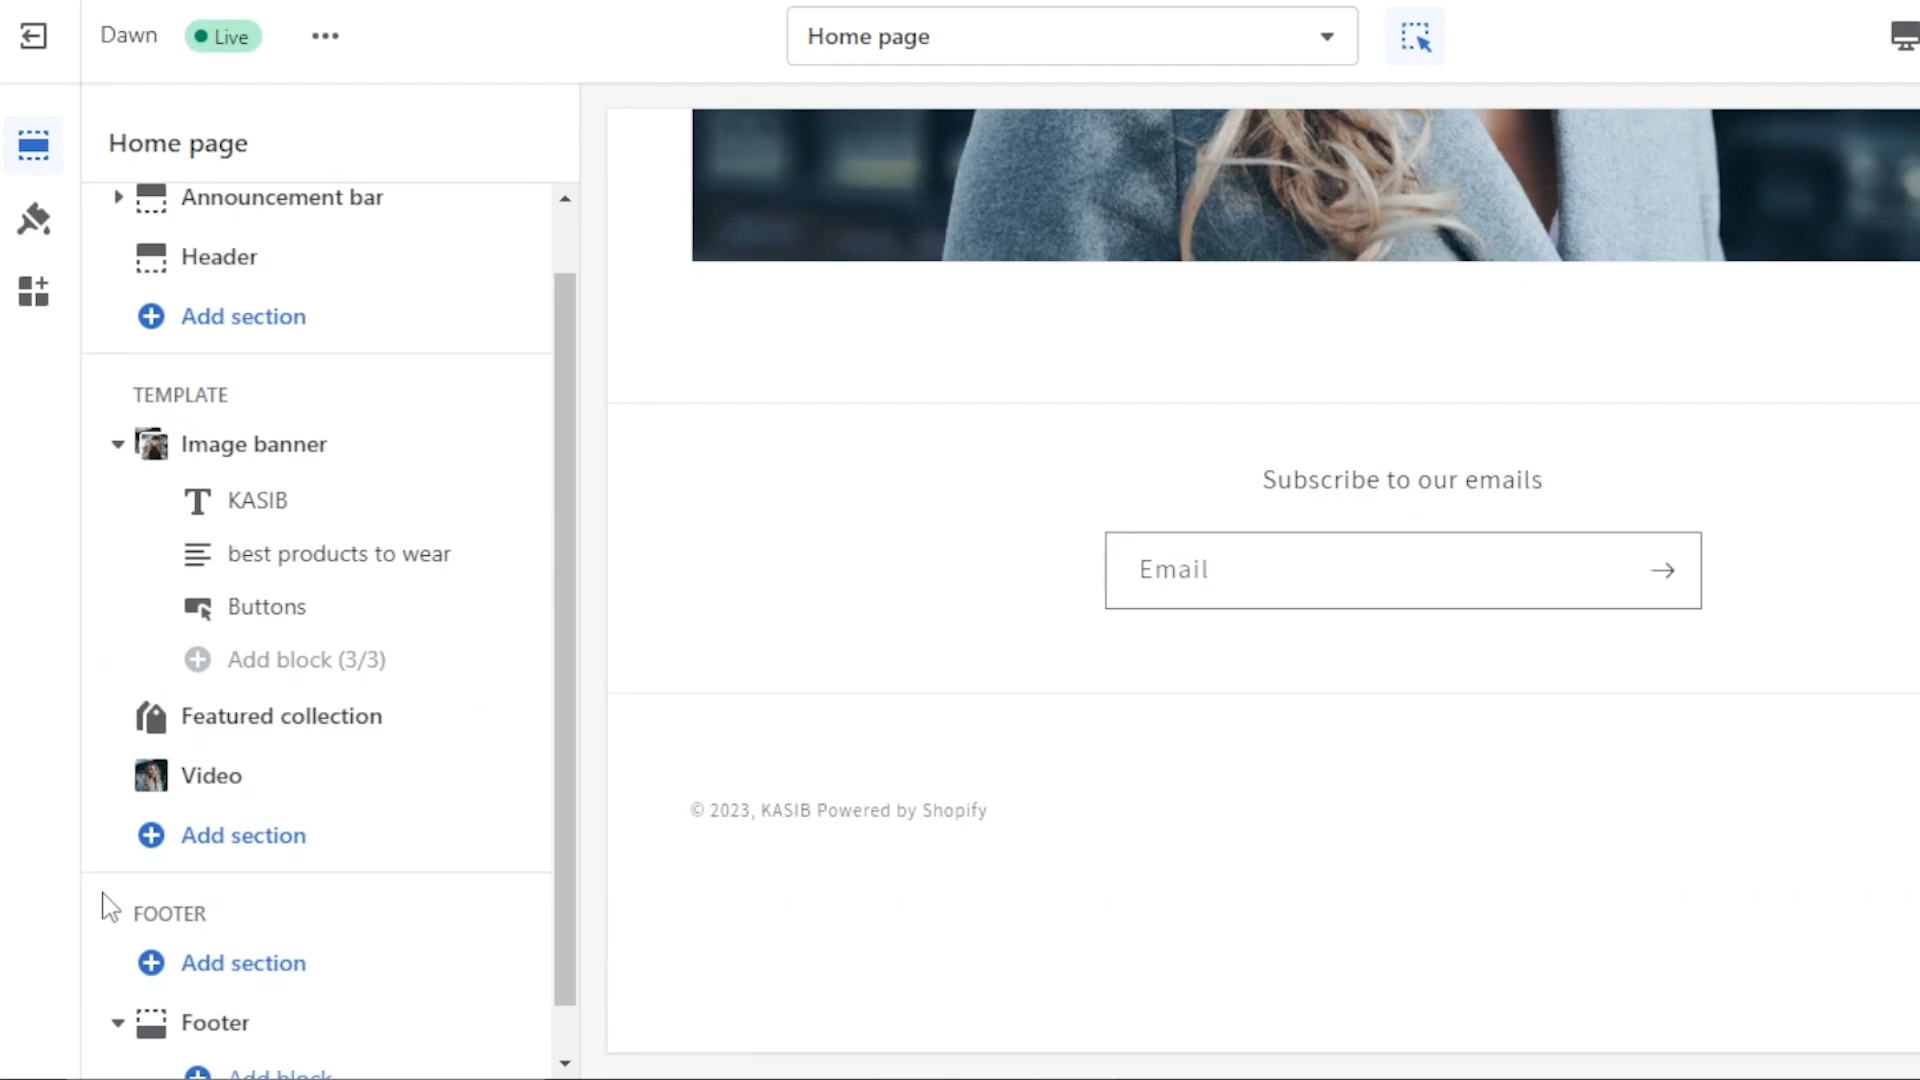 Dawn
Live
Home page
Home page
Announcement bar
Header
Add section
TEMPLATE
Image banner
KASIB
best products to wear
Buttons
Add block (3/3)
Featured collection
Video
Add section
FOOTER
Add section
Footer
Add block
Subscribe to our emails
Email
© 2023, KASIB Powered by Shopify